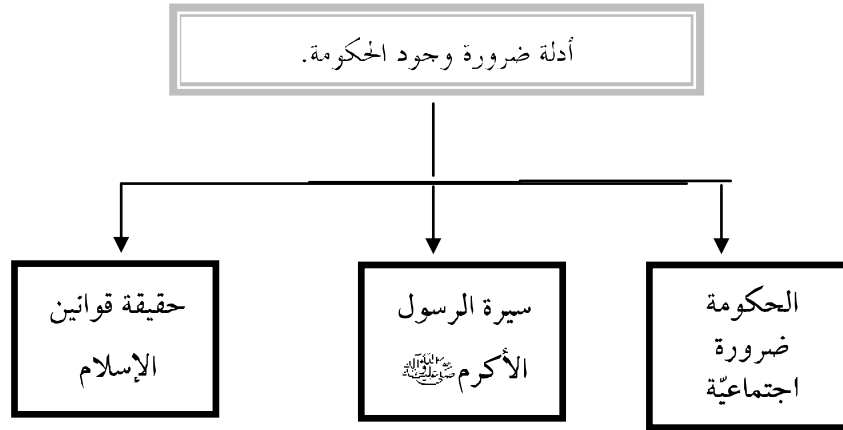 أدلة ضرورة وجود الحكومة.
الحكومة
ضرورة
اجتماعيّة
سيرة الرسول
الأكرم ﷺ
حقيقة قوانين
الإسلام